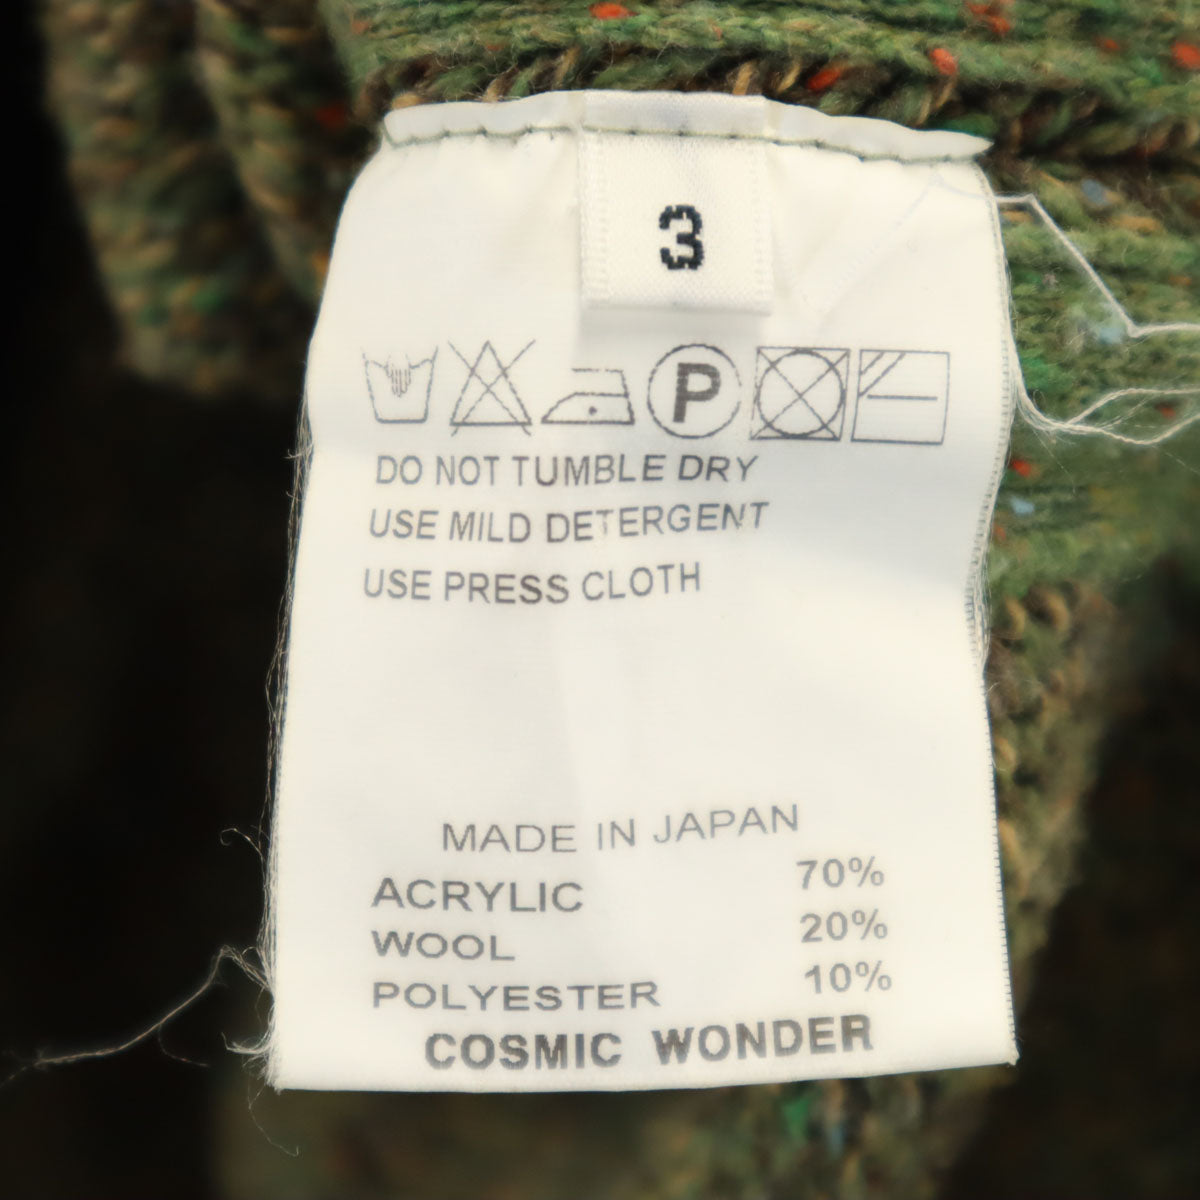 3
P
DO NOT TUMBLE DRY
USE MILD DETERGENT
USE PRESS CLOTH
MADE IN JAPAN
ACRYLIC 70%
WOOL 20%
POLYESTER 10%
COSMIC WONDER